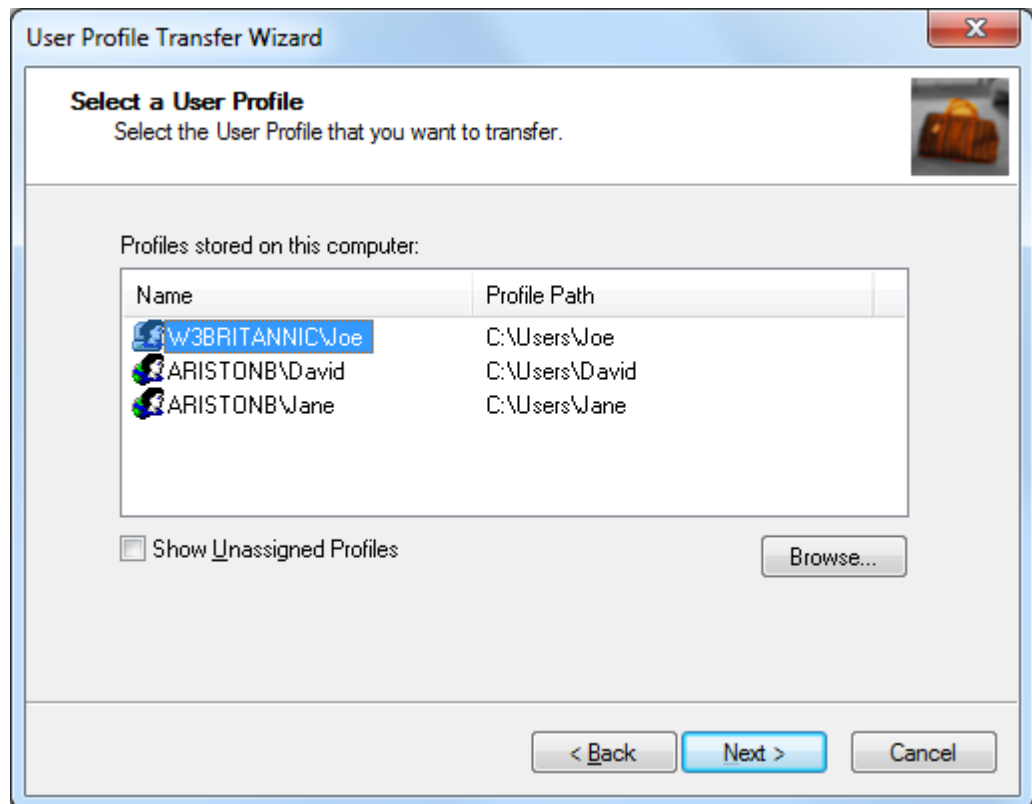 User Profile Transfer Wizard
Select a User Profile
Select the User Profile that you want to transfer.
Profiles stored on this computer:
Name Profile Path
W3BRITANNIC\Joe C:\Users\Joe
ARISTONB\David C:\Users\David
ARISTONB\Jane C:\Users\Jane
Show Unassigned Profiles
Browse...
< Back Next > Cancel